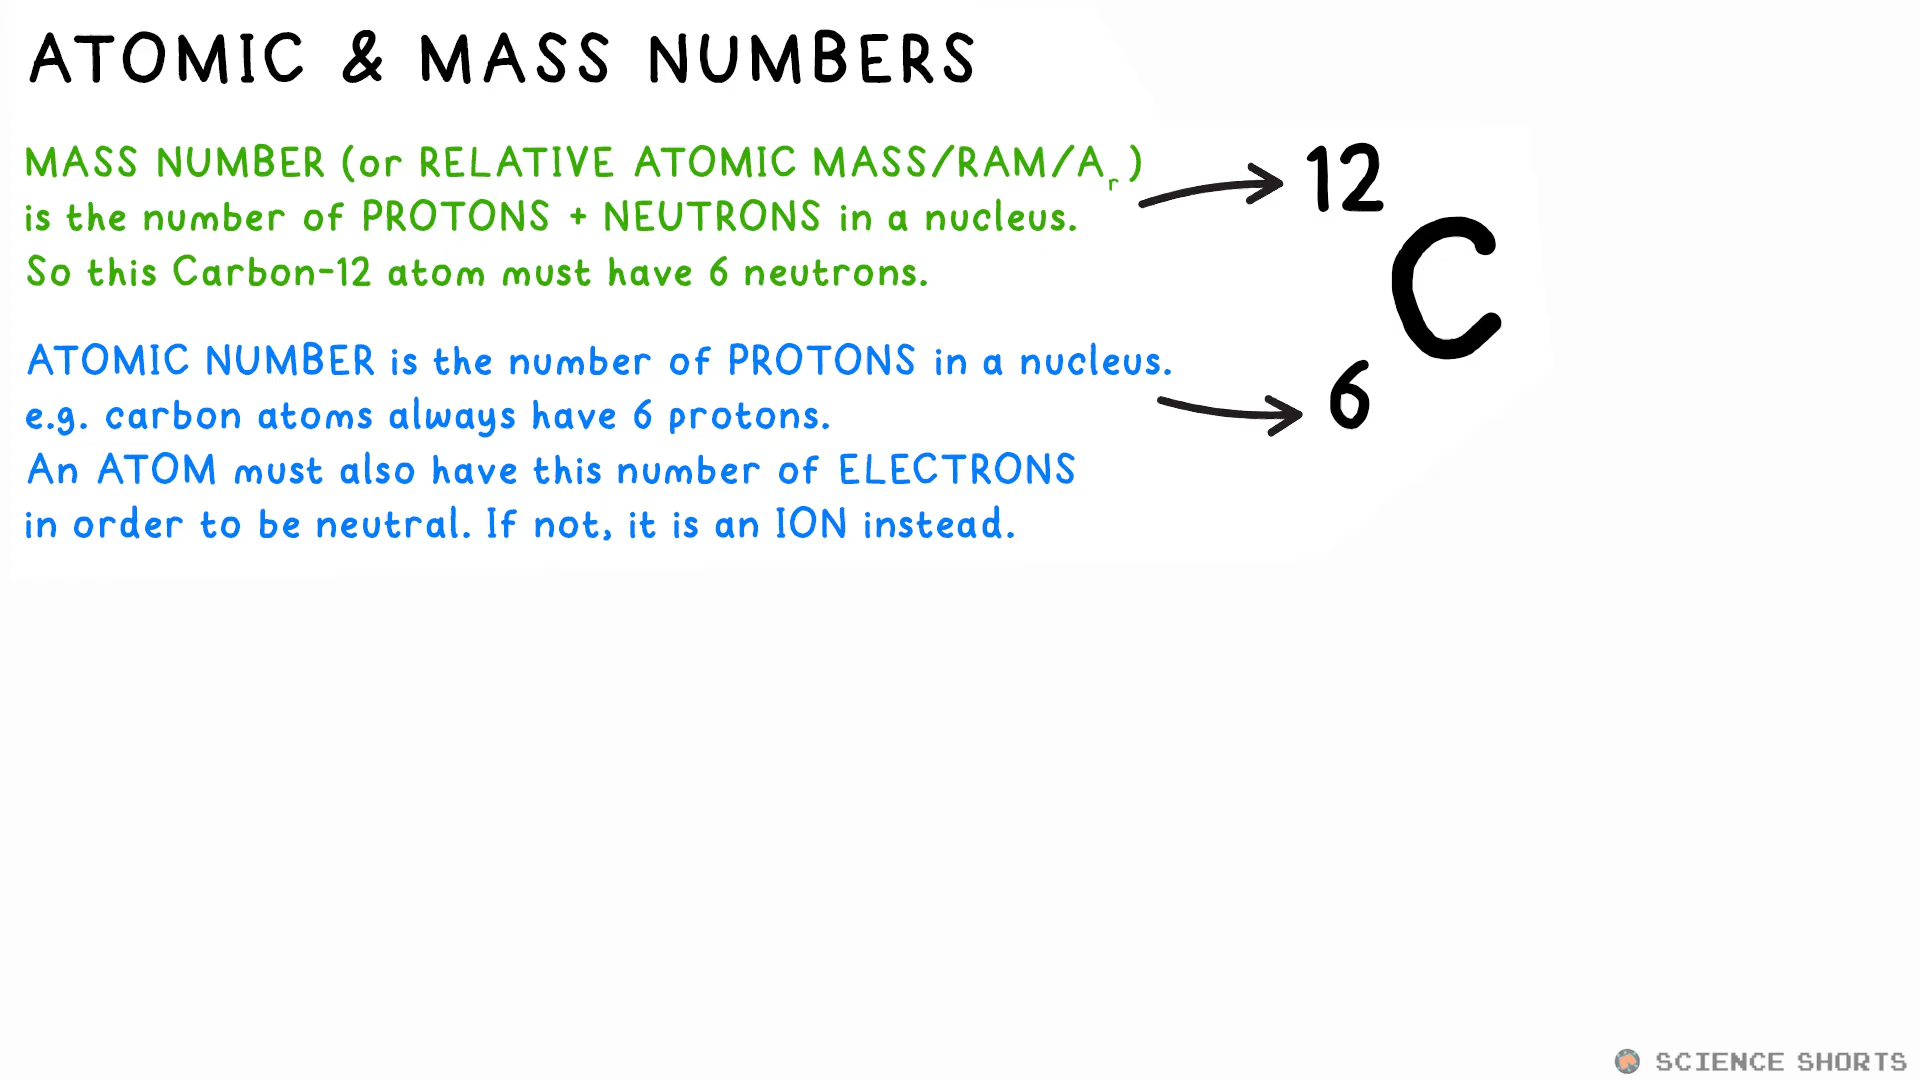 ATOMIC & MASS NUMBERS
MASS NUMBER (or RELATIVE ATOMIC MASS/RAM/Ar)
is the number of PROTONS + NEUTRONS in a nucleus.
So this Carbon-12 atom must have 6 neutrons.
12
C
6
ATOMIC NUMBER is the number of PROTONS in a nucleus.
e.g. carbon atoms always have 6 protons.
An ATOM must also have this number of ELECTRONS
in order to be neutral. If not, it is an ION instead.
SCIENCE SHORTS